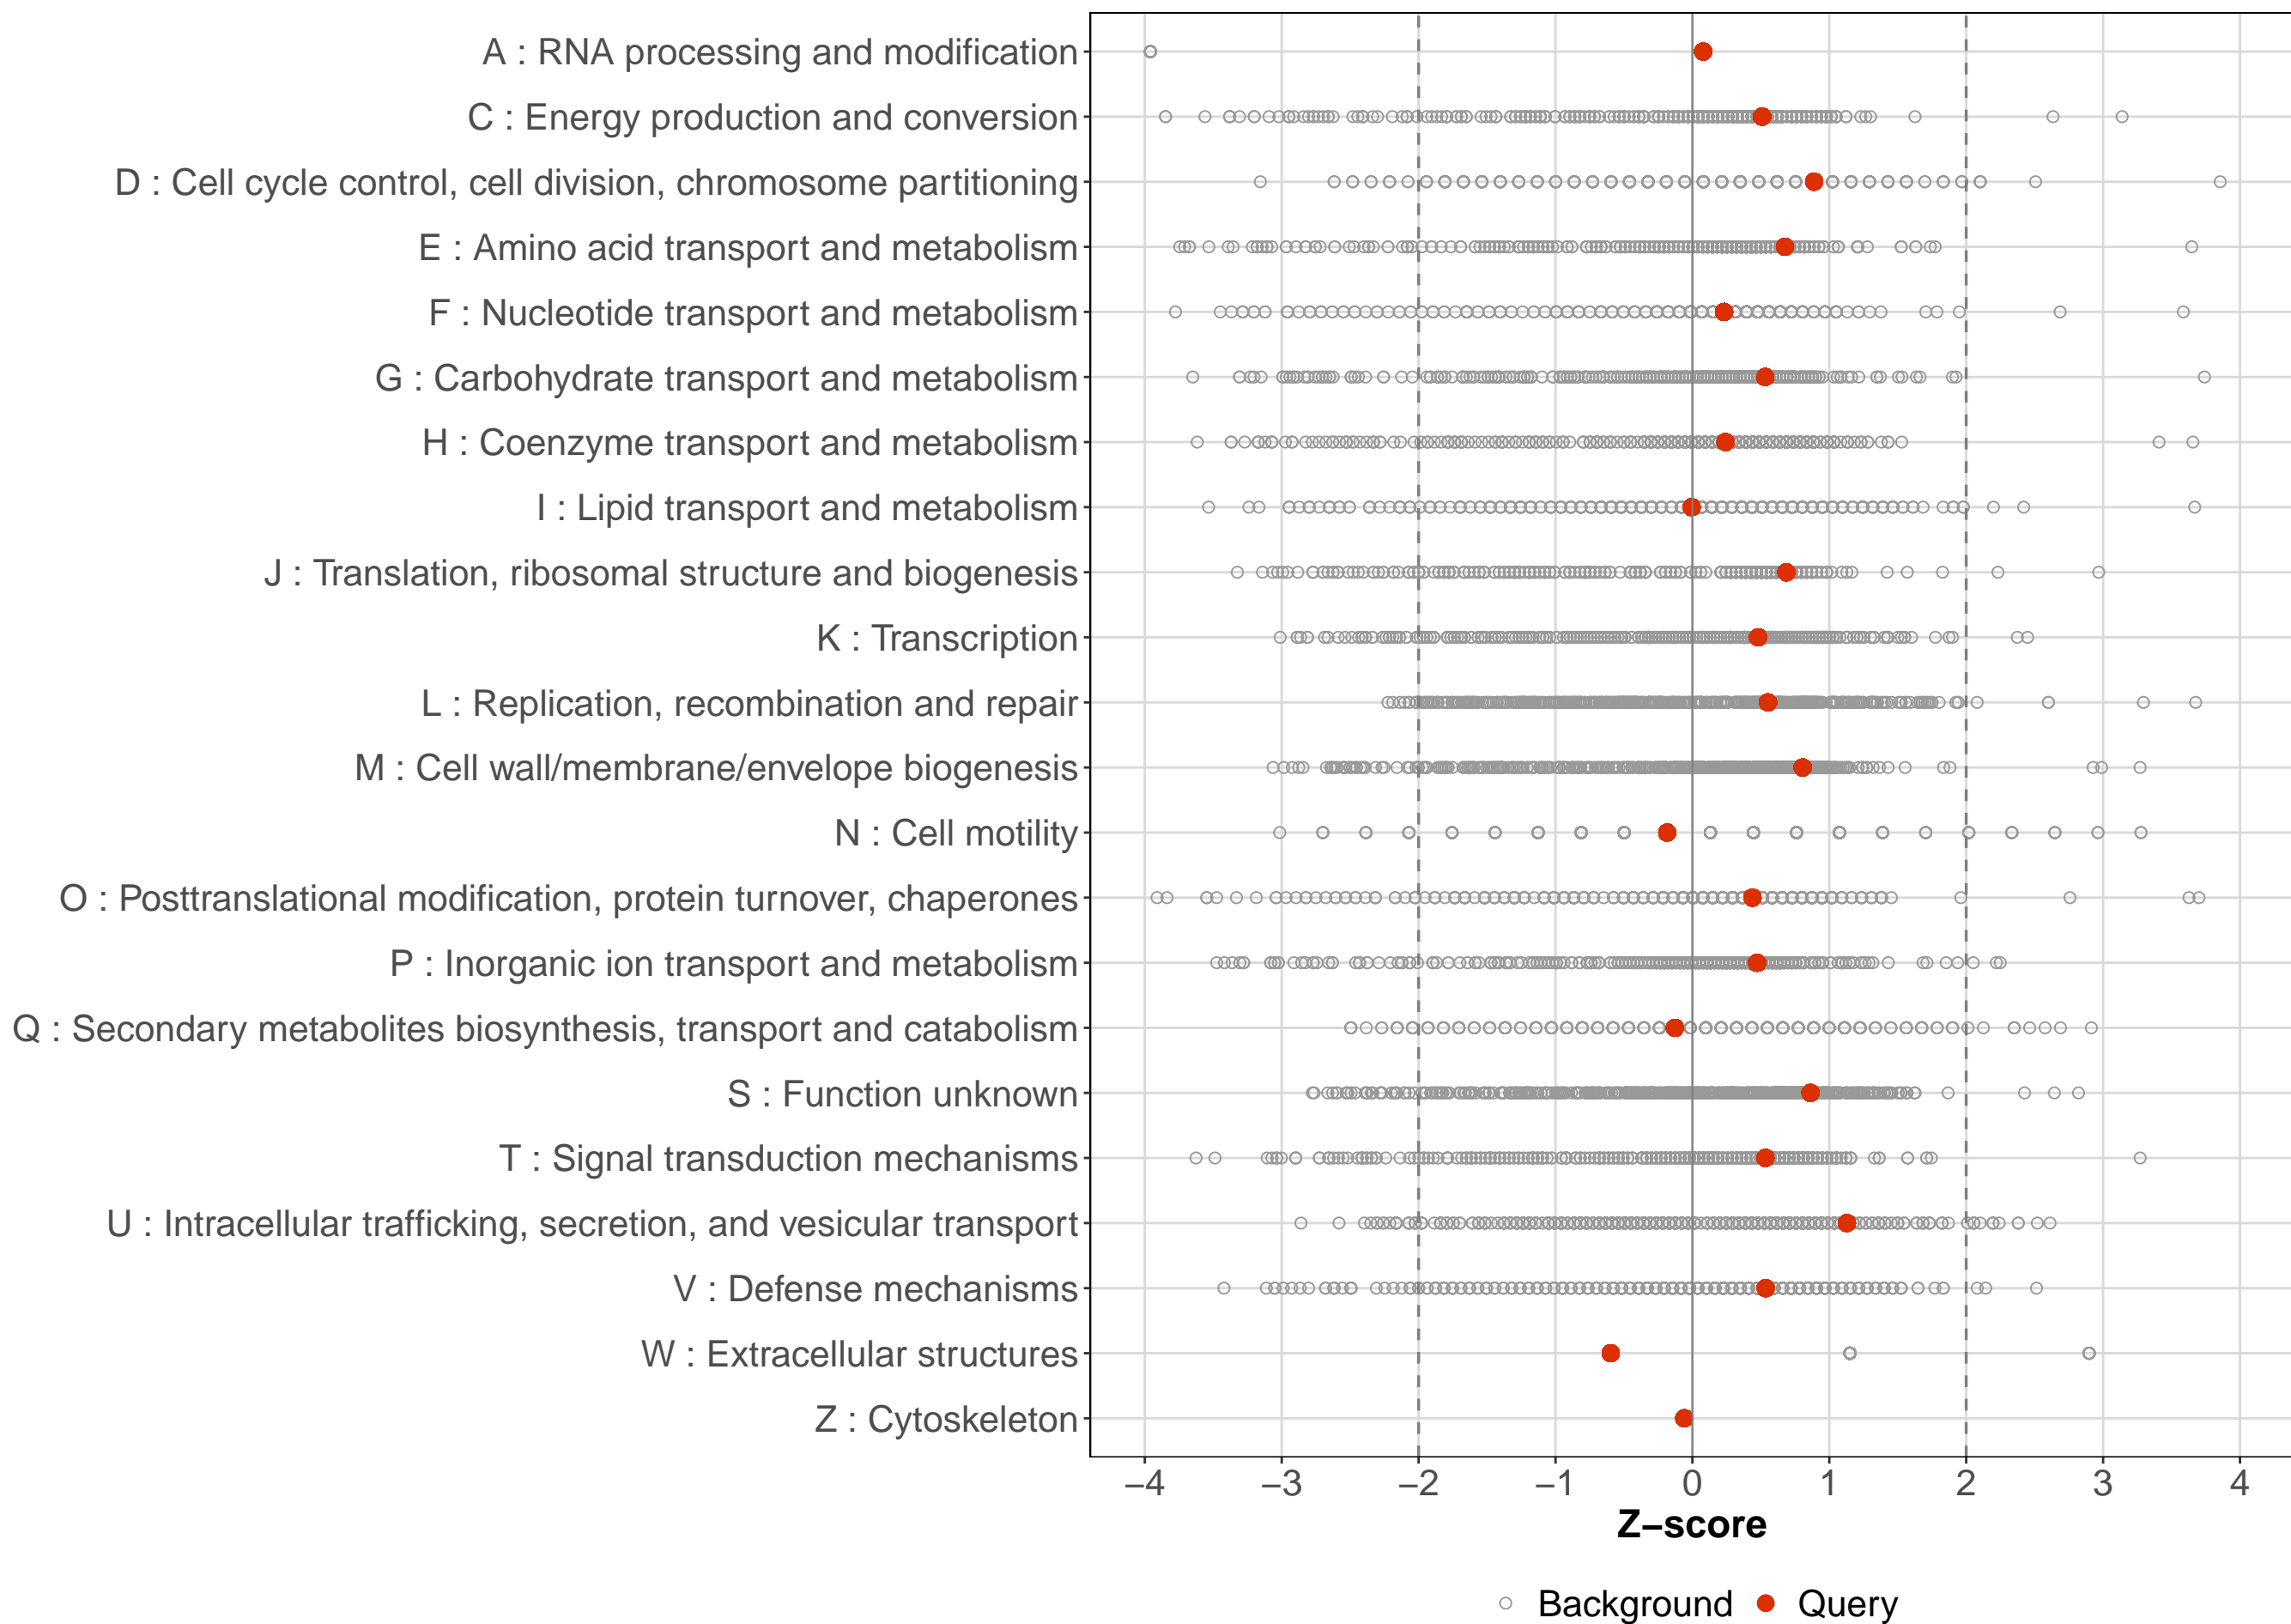 A : RNA processing and modification
C : Energy production and conversion
D : Cell cycle control, cell division, chromosome partitioning
E : Amino acid transport and metabolism
F : Nucleotide transport and metabolism
G : Carbohydrate transport and metabolism
H : Coenzyme transport and metabolism
I : Lipid transport and metabolism
J : Translation, ribosomal structure and biogenesis
K : Transcription
L : Replication, recombination and repair
M : Cell wall/membrane/envelope biogenesis
N : Cell motility
O : Posttranslational modification, protein turnover, chaperones
P : Inorganic ion transport and metabolism
Q : Secondary metabolites biosynthesis, transport and catabolism
S : Function unknown
T : Signal transduction mechanisms
U : Intracellular trafficking, secretion, and vesicular transport
V : Defense mechanisms
W : Extracellular structures
Z : Cytoskeleton
−4 −3 −2 −1 0 1 2 3 4
Z−score
Background Query